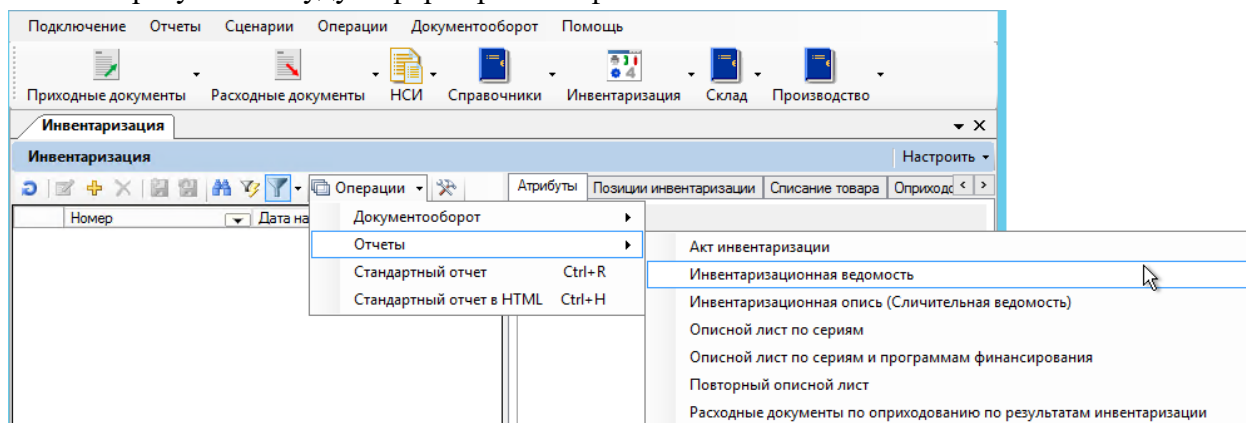 Подключение Отчеты Сценарии Операции Документооборот Помощь
Приходные документы Расходные документы НСИ Справочники Инвентаризация Склад Производство
Инвентаризация
Инвентаризация Настроить
Операции Атрибуты Позиции инвентаризации Списание товара Оприход
Номер Дата на
Документооборот
Отчеты
Стандартный отчет Ctrl+R
Стандартный отчет в HTML Ctrl+H
Акт инвентаризации
Инвентаризационная ведомость
Инвентаризационная опись (Сличительная ведомость)
Описной лист по сериям
Описной лист по сериям и программам финансирования
Повторный описной лист
Расходные документы по оприходованию по результатам инвентаризации